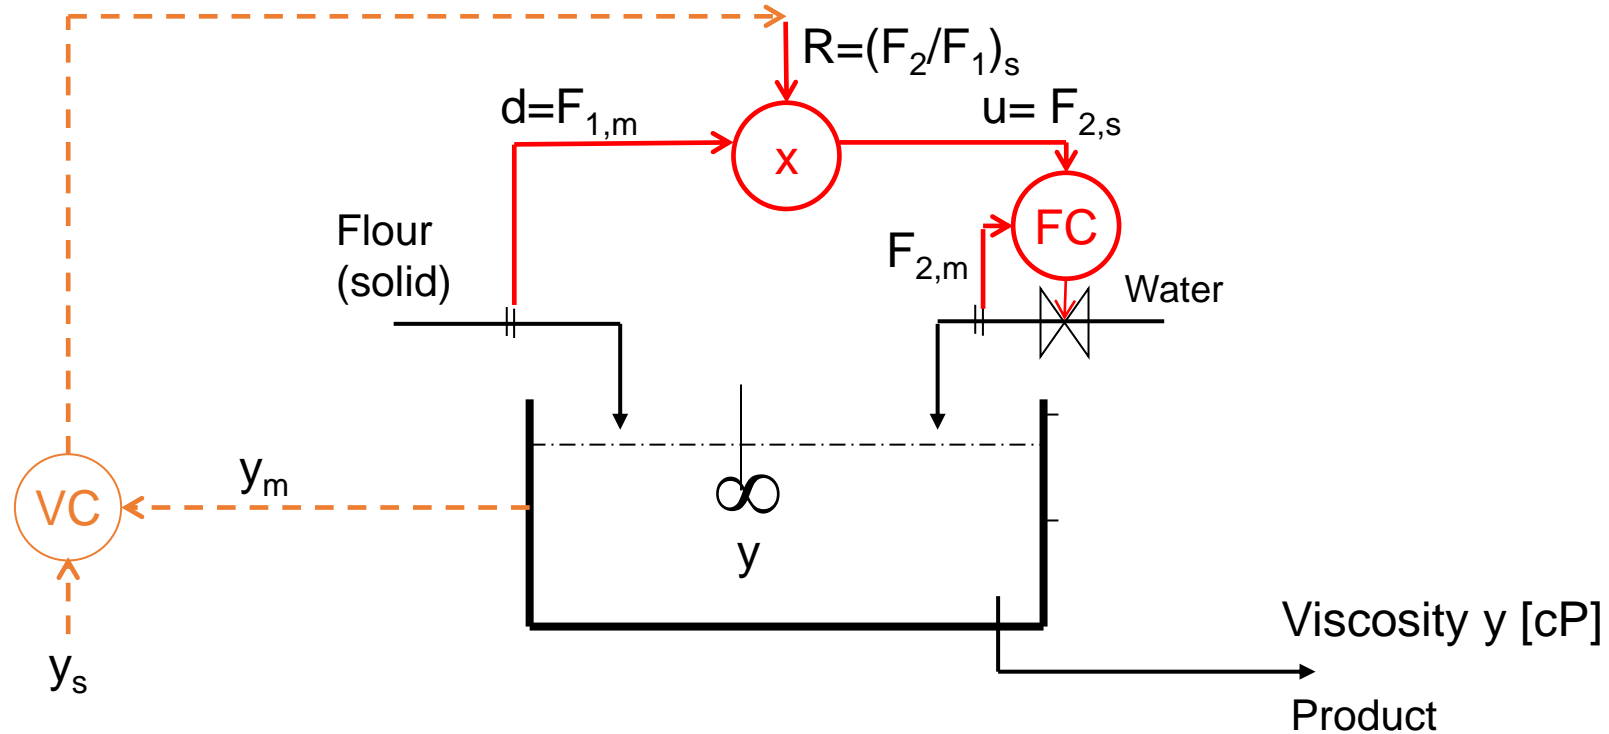 R=(F₂/F₁)ₛ
d=F₁,ₘ
u= F₂,ₛ
x
Flour
(solid)
FC
F₂,ₘ
Water
yₘ
VC
y
yₛ
Viscosity y [cP]
Product